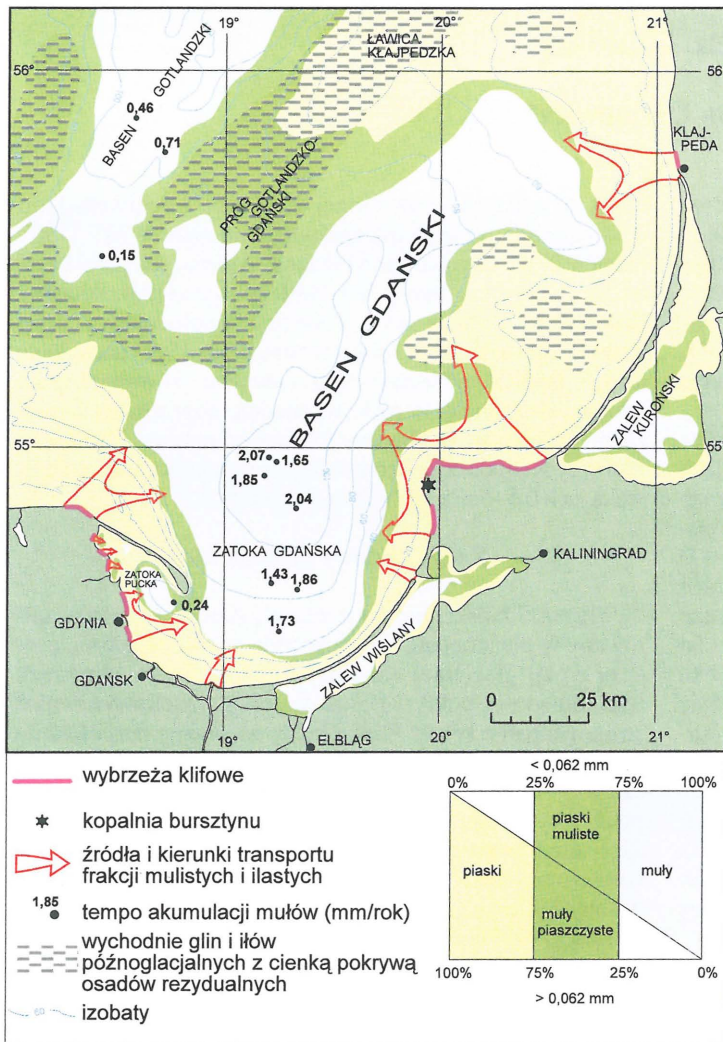 19°
20°
21°
56°
56°
ŁAWICA
KŁAJPEDZKA
BASEN GOTLANDZKI
0,46
0,71
0,15
PRÓG
GOTLANDZKO-
GDAŃSKI
KLAJ-
PEDA
BASEN GDAŃSKI
ZALEW
KUROŃSKI
55°
55°
2,07
1,65
1,85
2,04
ZATOKA GDAŃSKA
1,43
1,86
1,73
ZATOKA
PUCKA
0,24
KALININGRAD
GDYNIA
GDAŃSK
ZALEW WIŚLANY
ELBLĄG
0
25 km
19°
20°
21°
wybrzeża klifowe
kopalnia bursztynu
źródła i kierunki transportu
frakcji mulistych i ilastych
1,85
tempo akumulacji mułów (mm/rok)
wychodnie glin i iłów
późnoglacjalnych z cienką pokrywą
osadów rezydualnych
izobaty
< 0,062 mm
0% 25% 75% 100%
piaski
muliste
piaski
muły
muły
piaszczyste
100% 75% 25% 0%
> 0,062 mm